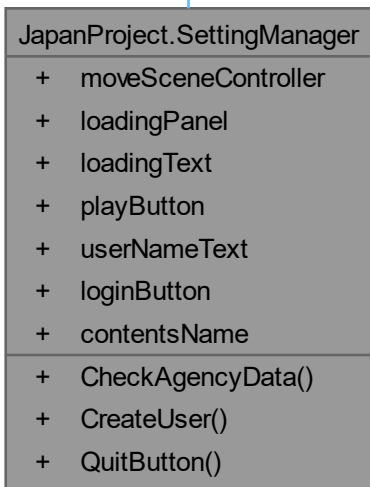 JapanProject.SettingManager
+ moveSceneController
+ loadingPanel
+ loadingText
+ playButton
+ userNameText
+ loginButton
+ contentsName
+ CheckAgencyData()
+ CreateUser()
+ QuitButton()